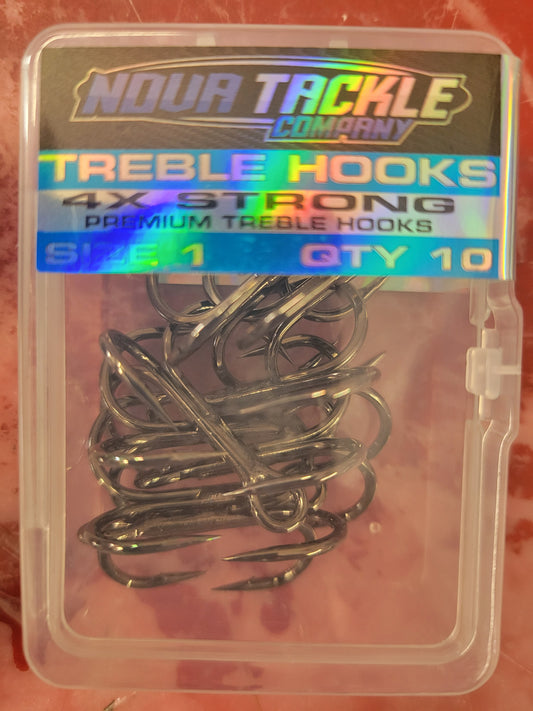 NOVA TACKLE
COMPANY
TREBLE HOOKS
4X STRONG
PREMIUM TREBLE HOOKS
SIZE 1 QTY 10